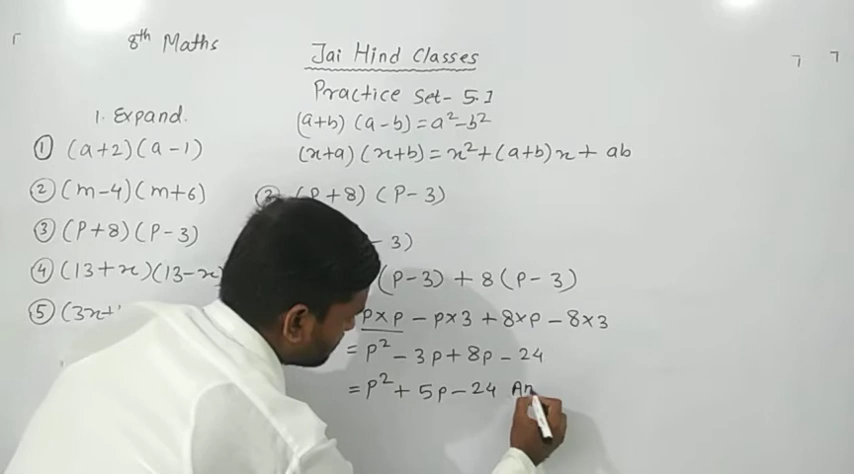 8th Maths
Jai Hind Classes
Practice Set- 5.1
1. Expand.
(a+b) (a-b) = a²-b²
(x+a) (x+b) = x²+(a+b)x+ ab
① (a+2)(a-1)
② (m-4)(m+6)
③ (P+8)(P-3)
④ (13+x)(13-x)
⑤ (3x+
(P+8) (P-3)
- 3)
(P-3) + 8(P-3)
P×P - P×3 + 8×P - 8×3
= P² - 3P + 8P - 24
= P² + 5P - 24 An